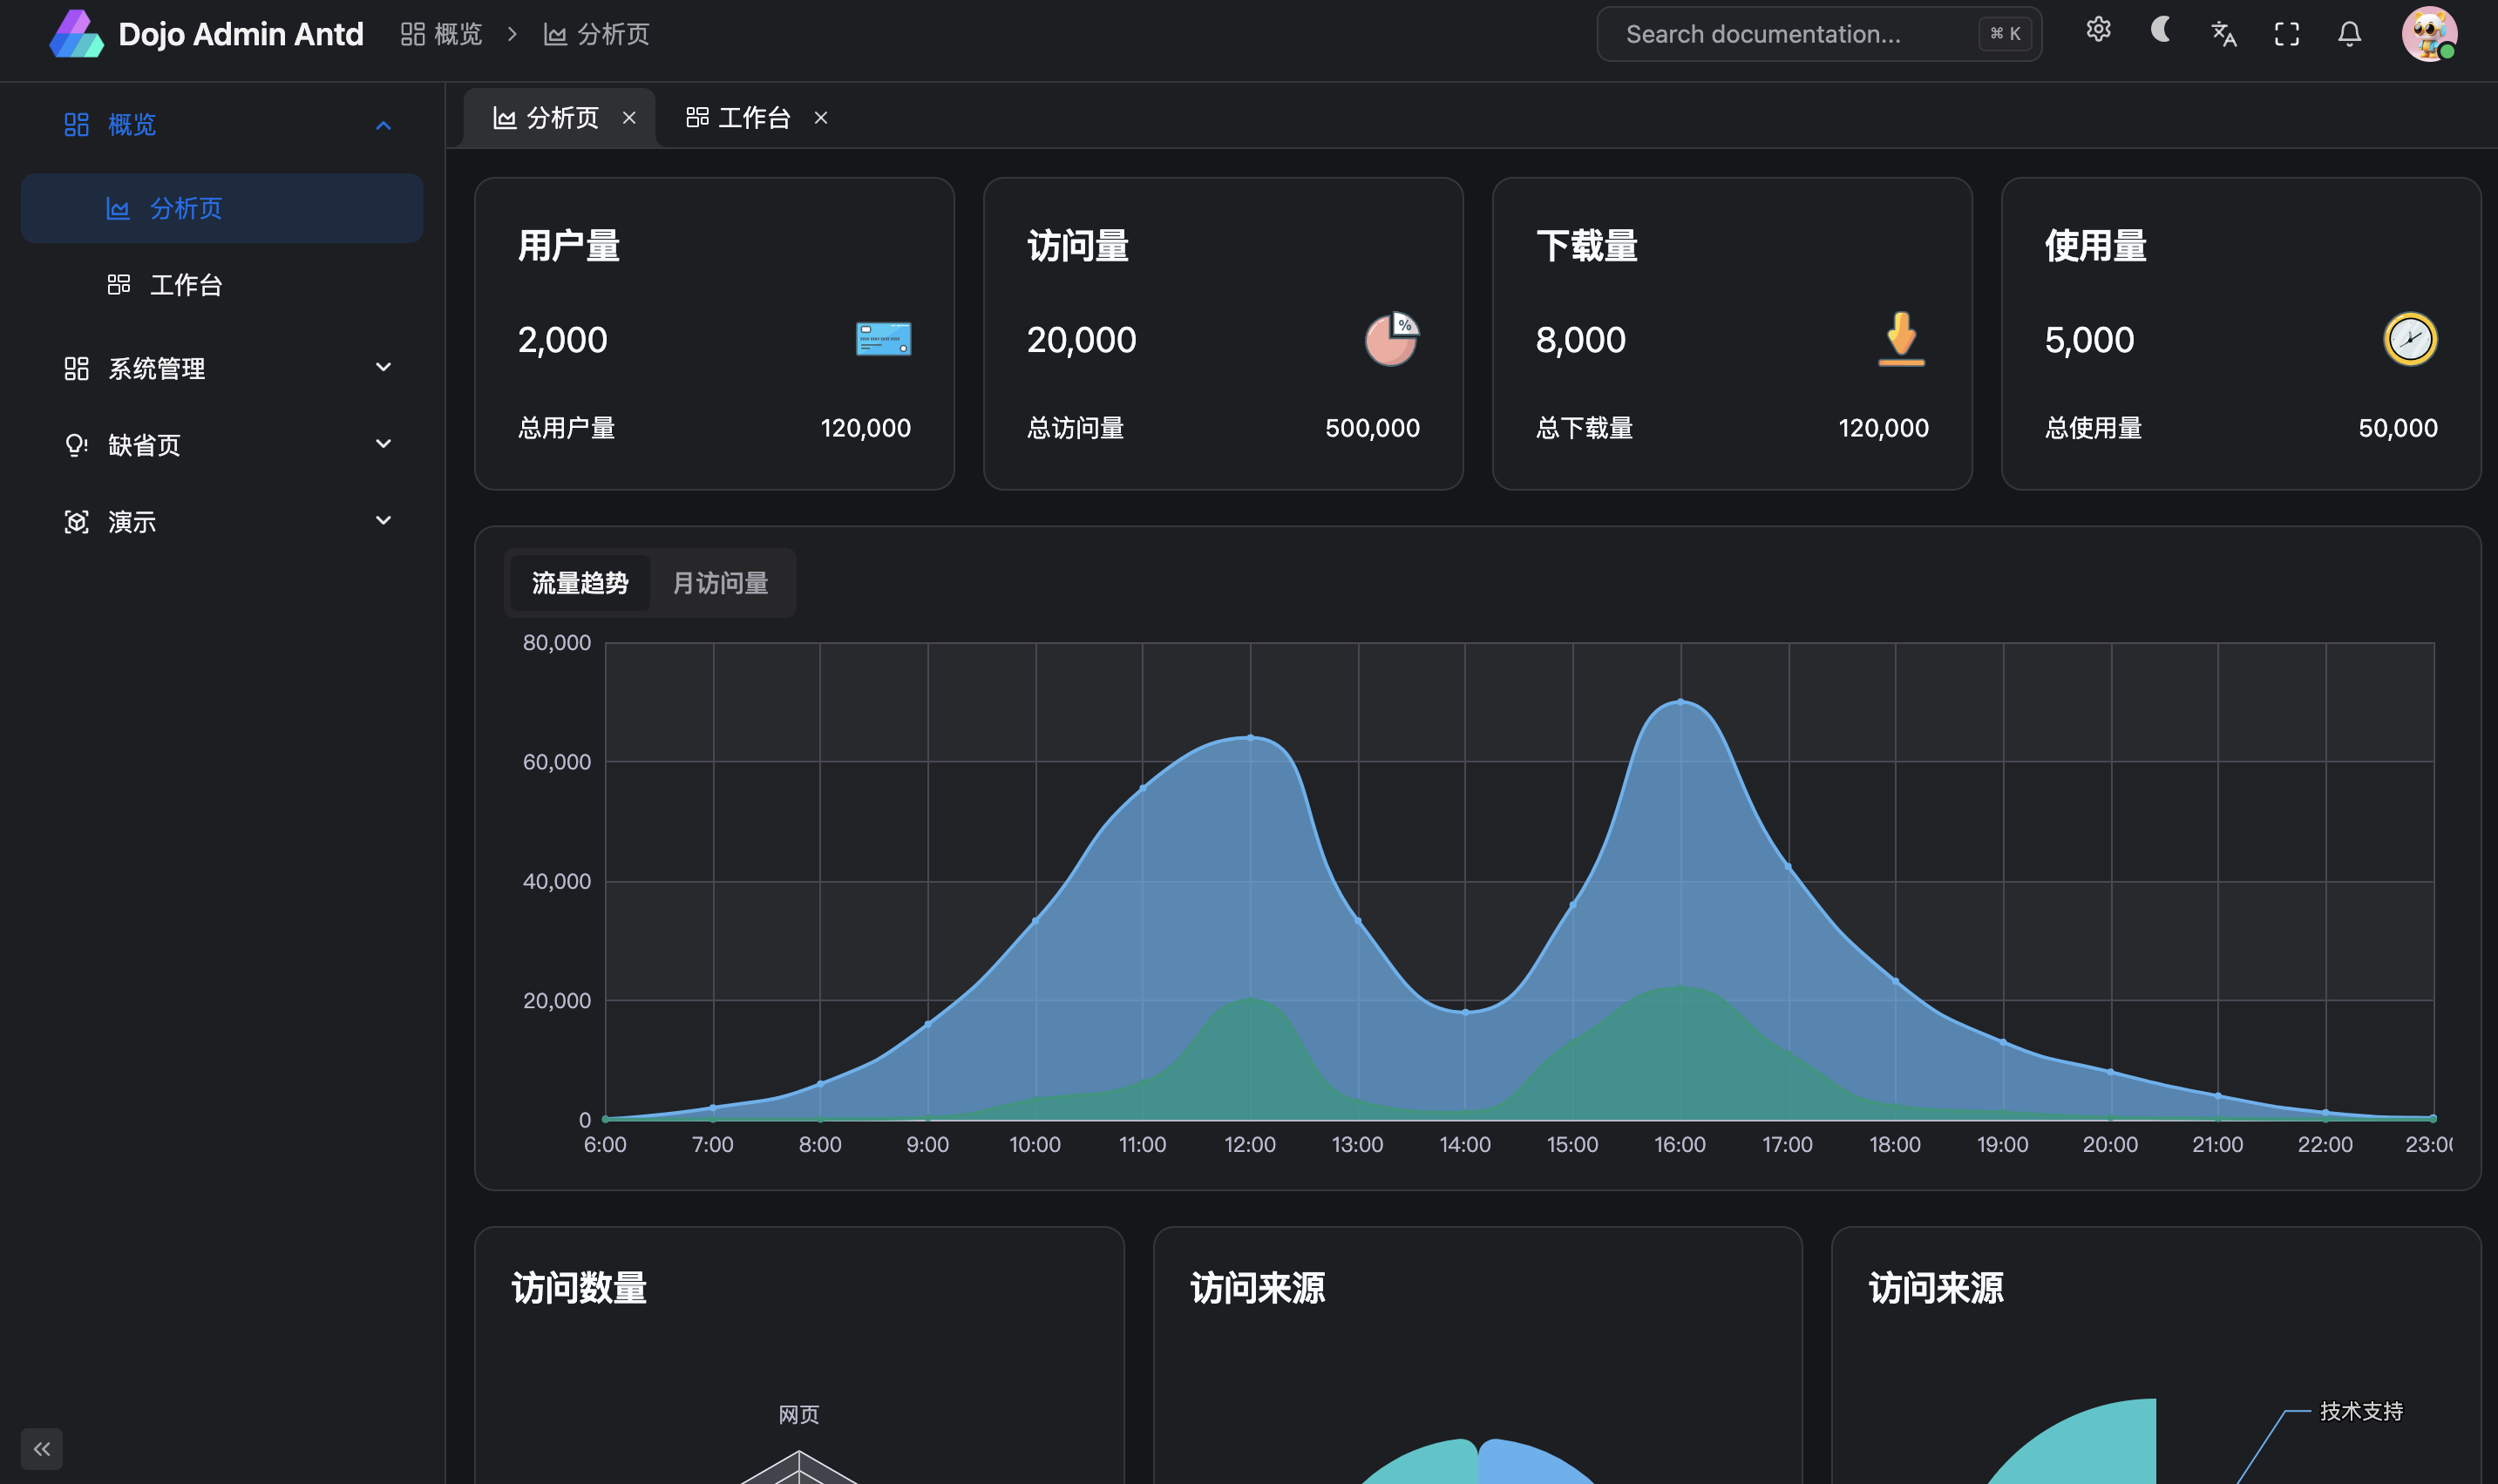 Dojo Admin Antd 概览 分析页 Search documentation... ⌘ K
概览
分析页
工作台
系统管理
缺省页
演示
分析页 工作台
用户量
2,000
总用户量 120,000
访问量
20,000
%
总访问量 500,000
下载量
8,000
总下载量 120,000
使用量
5,000
总使用量 50,000
流量趋势 月访问量
80,000
60,000
40,000
20,000
0
6:00 7:00 8:00 9:00 10:00 11:00 12:00 13:00 14:00 15:00 16:00 17:00 18:00 19:00 20:00 21:00 22:00 23:0
访问数量
网页
访问来源
访问来源
技术支持